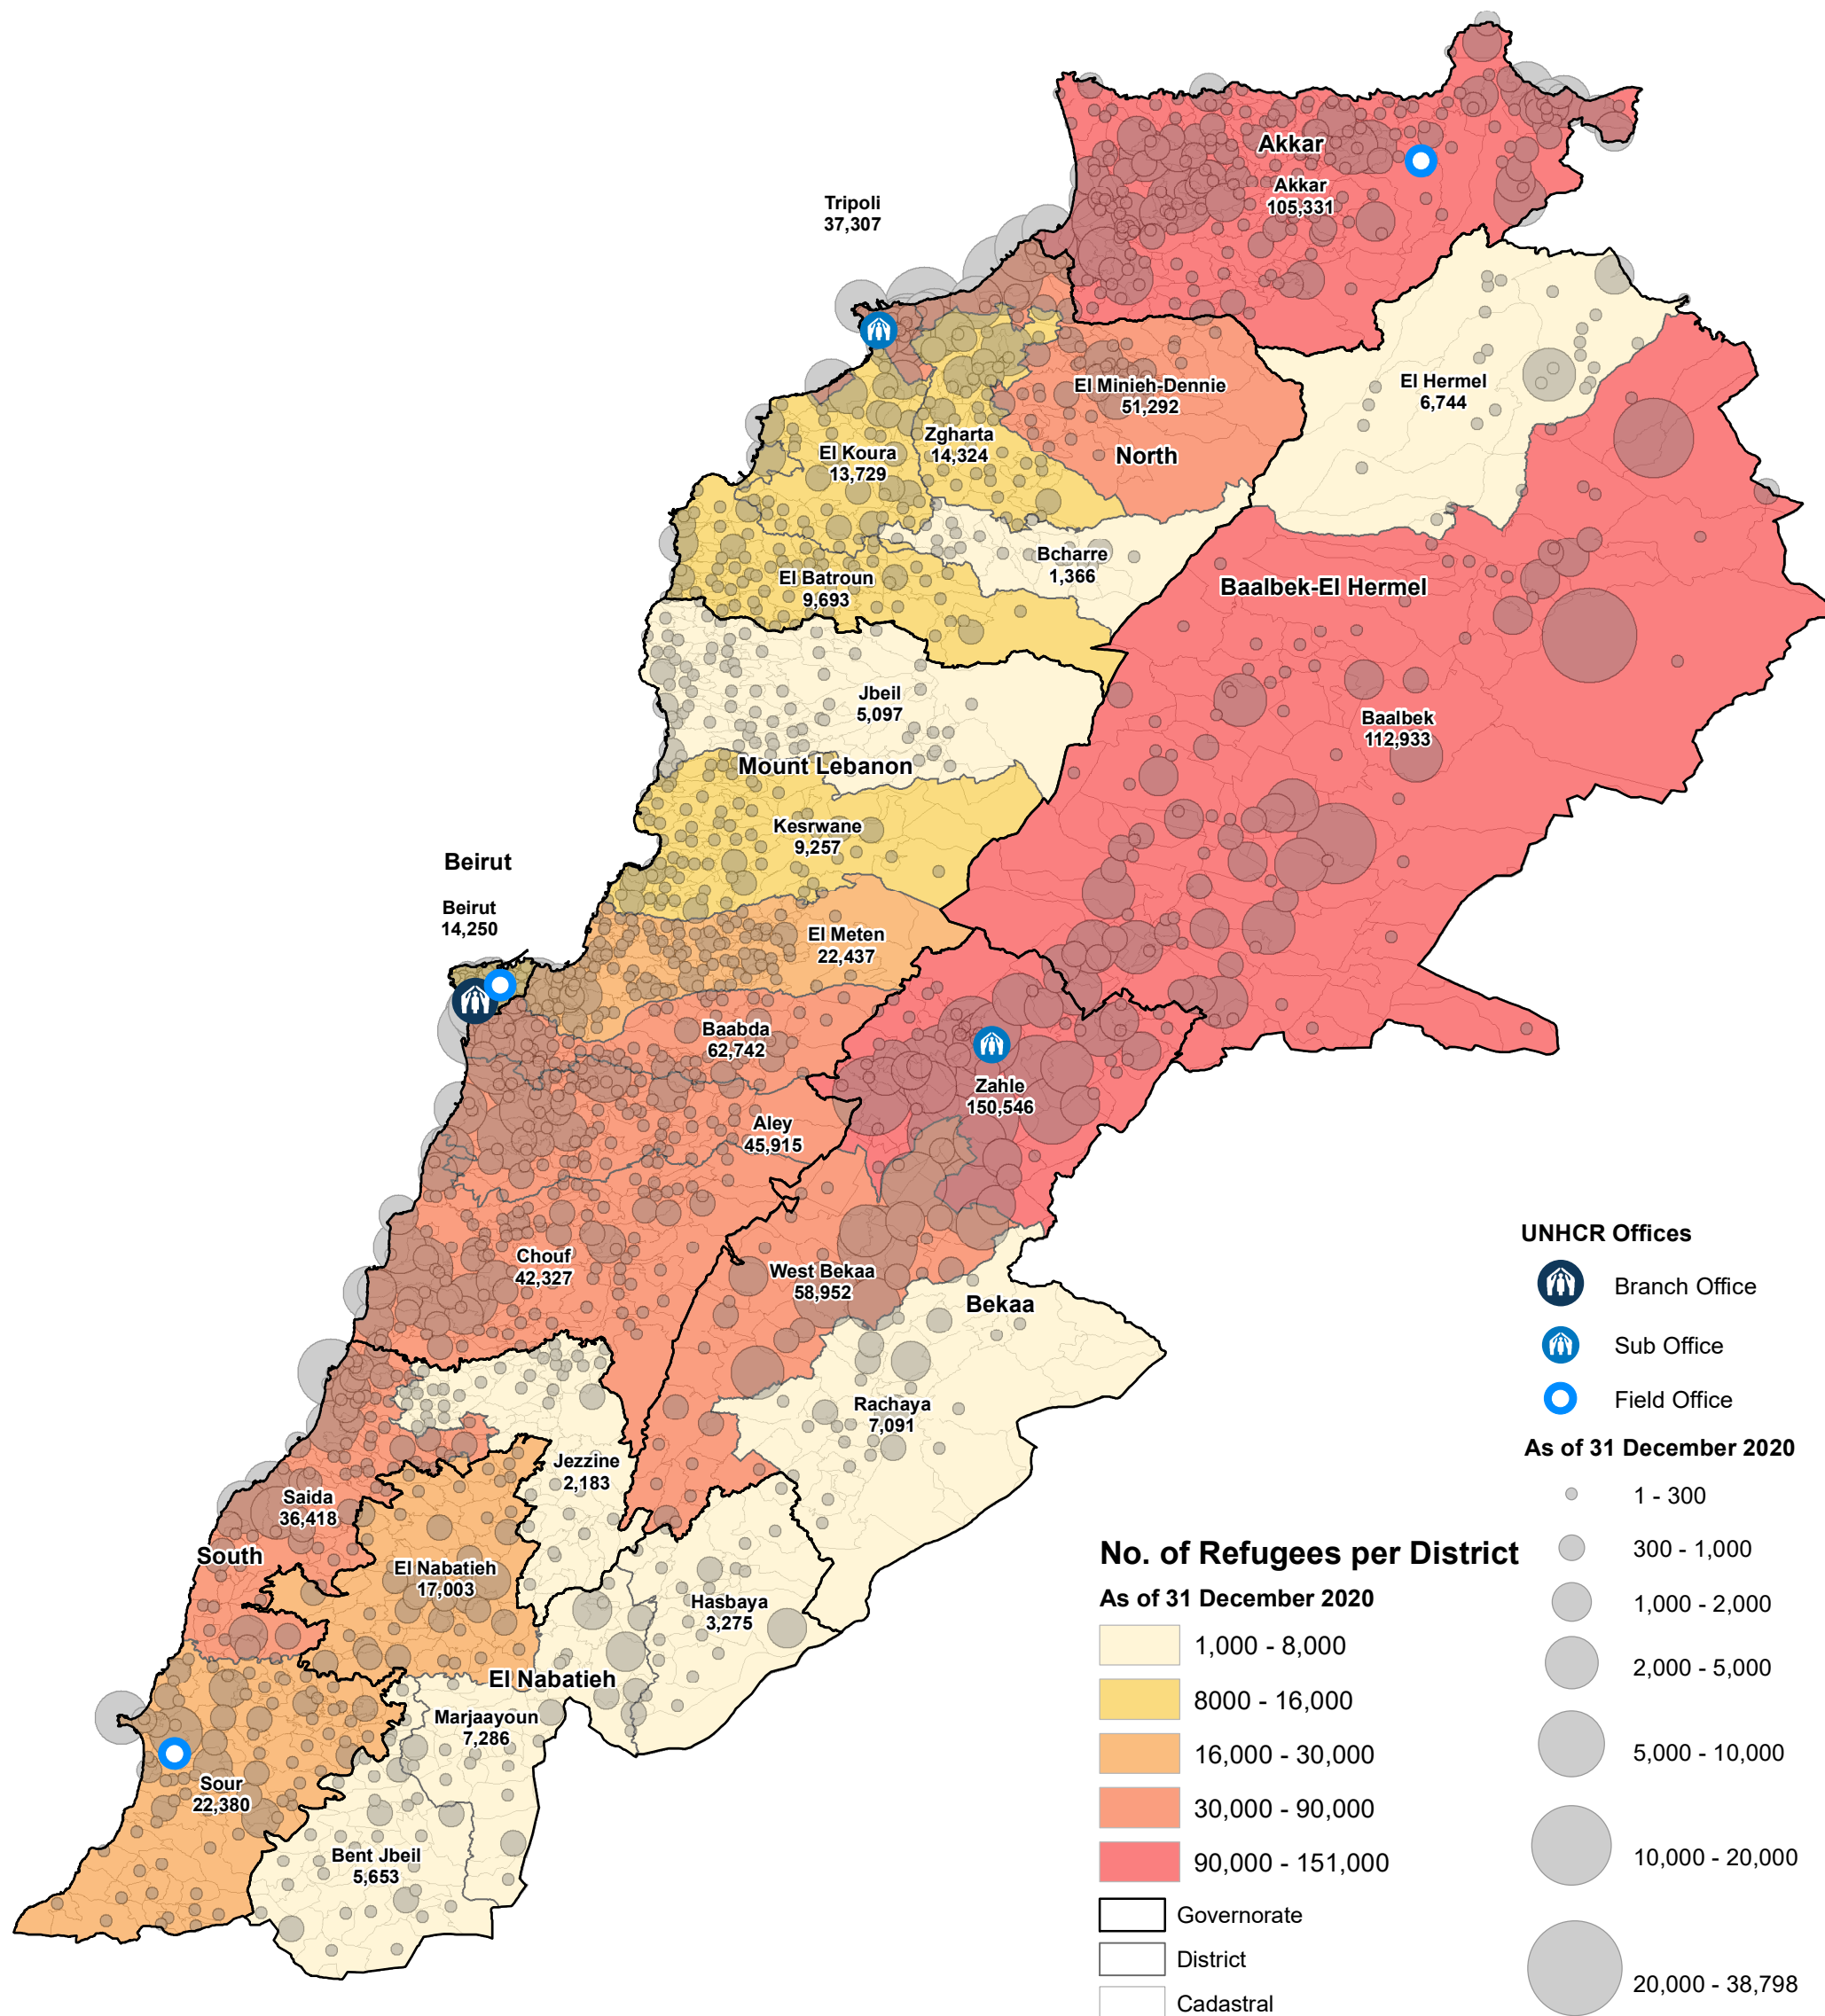 Akkar
Akkar
105,331
Tripoli
37,307
El Hermel
6,744
El Minieh-Dennie
51,292
Zgharta
14,324
North
El Koura
13,729
Bcharre
1,366
El Batroun
9,693
Baalbek-El Hermel
Jbeil
5,097
Baalbek
112,933
Mount Lebanon
Kesrwane
9,257
Beirut
Beirut
14,250
El Meten
22,437
Baabda
62,742
Zahle
150,546
Aley
45,915
Chouf
42,327
West Bekaa
58,952
Bekaa
Rachaya
7,091
Jezzine
2,183
Saida
36,418
South
El Nabatieh
17,003
Hasbaya
3,275
El Nabatieh
Marjaayoun
7,286
Sour
22,380
Bent Jbeil
5,653
UNHCR Offices
Branch Office
Sub Office
Field Office
As of 31 December 2020
1 - 300
300 - 1,000
1,000 - 2,000
2,000 - 5,000
5,000 - 10,000
10,000 - 20,000
20,000 - 38,798
No. of Refugees per District
As of 31 December 2020
1,000 - 8,000
8000 - 16,000
16,000 - 30,000
30,000 - 90,000
90,000 - 151,000
Governorate
District
Cadastral